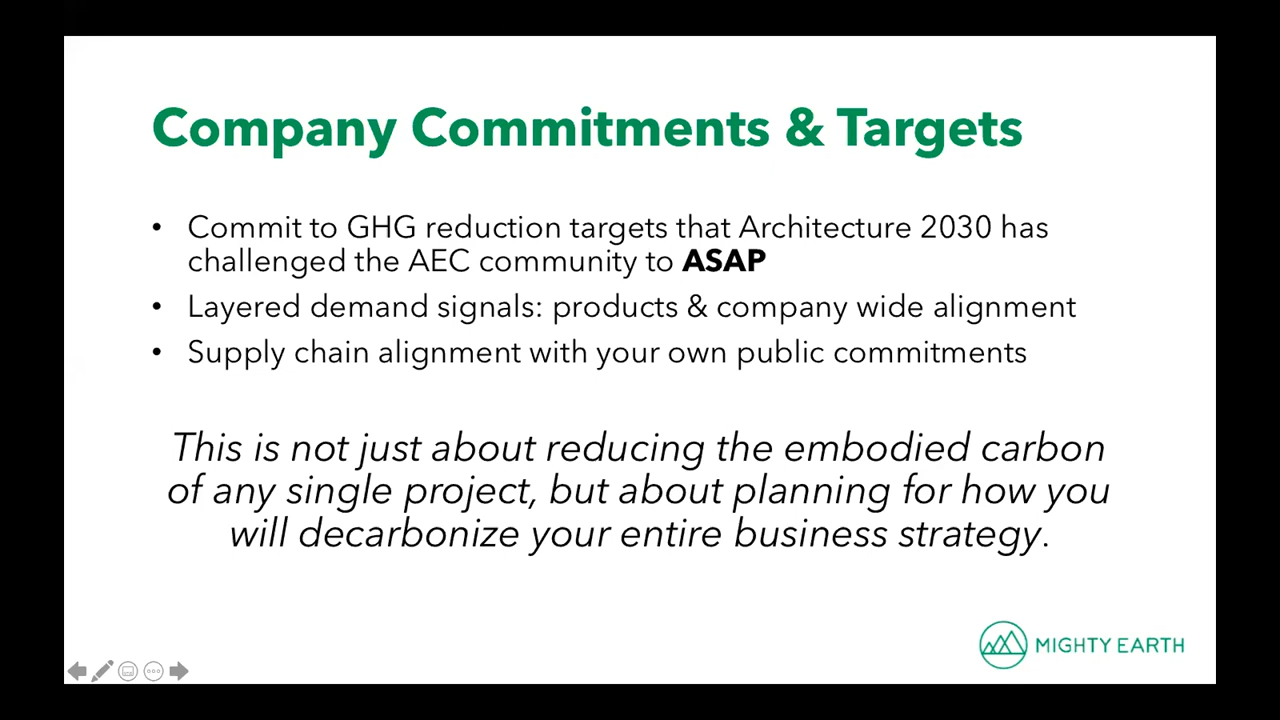 Company Commitments & Targets
• Commit to GHG reduction targets that Architecture 2030 has
challenged the AEC community to ASAP
• Layered demand signals: products & company wide alignment
• Supply chain alignment with your own public commitments
This is not just about reducing the embodied carbon
of any single project, but about planning for how you
will decarbonize your entire business strategy.
MIGHTY EARTH